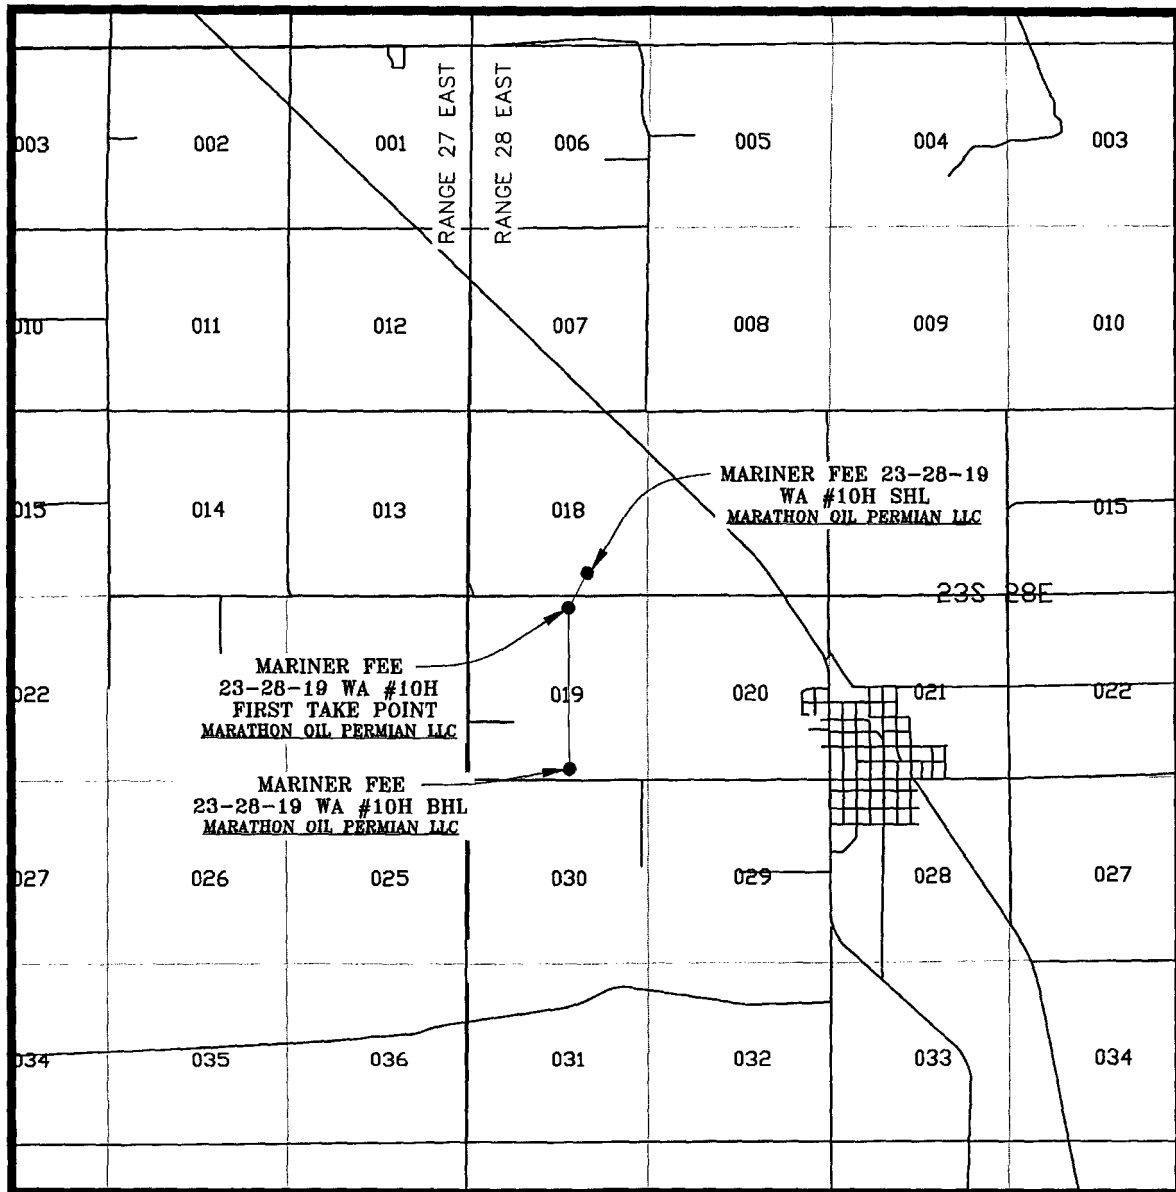 RANGE 27 EAST
RANGE 28 EAST
003
002
001
006
005
004
003
010
011
012
007
008
009
010
MARINER FEE 23-28-19
WA #10H SHL
MARATHON OIL PERMIAN LLC
015
014
013
018
015
23S 28E
MARINER FEE
23-28-19 WA #10H
FIRST TAKE POINT
MARATHON OIL PERMIAN LLC
022
019
020
021
022
MARINER FEE
23-28-19 WA #10H BHL
MARATHON OIL PERMIAN LLC
027
026
025
030
029
028
027
034
035
036
031
032
033
034